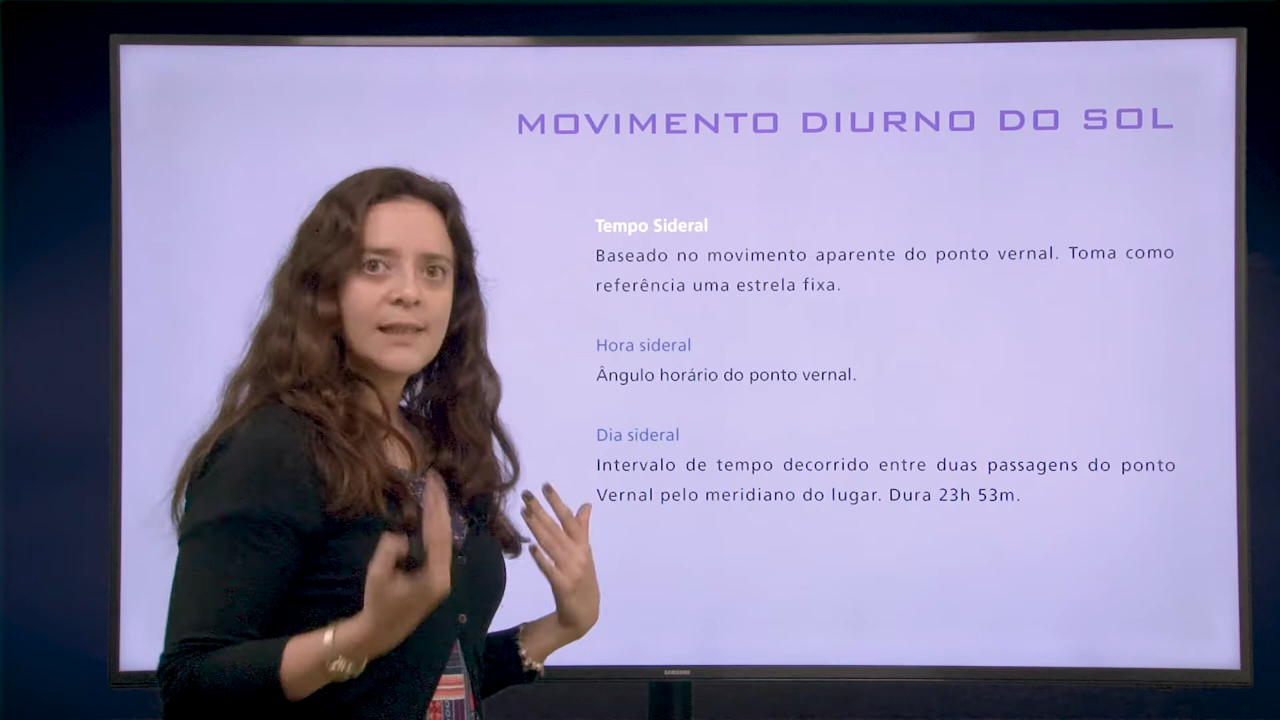 MOVIMENTO DIURNO DO SOL
Tempo Sideral
Baseado no movimento aparente do ponto vernal. Toma como
referência uma estrela fixa.
Hora sideral
Ângulo horário do ponto vernal.
Dia sideral
Intervalo de tempo decorrido entre duas passagens do ponto
Vernal pelo meridiano do lugar. Dura 23h 53m.
SAMSUNG